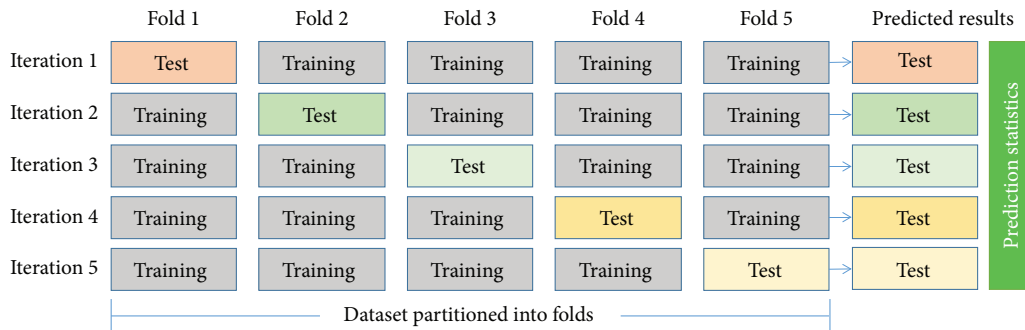 Fold 1 Fold 2 Fold 3 Fold 4 Fold 5 Predicted results
Iteration 1 Test Training Training Training Training Test
Iteration 2 Training Test Training Training Training Test
Iteration 3 Training Training Test Training Training Test
Iteration 4 Training Training Training Test Training Test
Iteration 5 Training Training Training Training Test Test
Prediction statistics
Dataset partitioned into folds